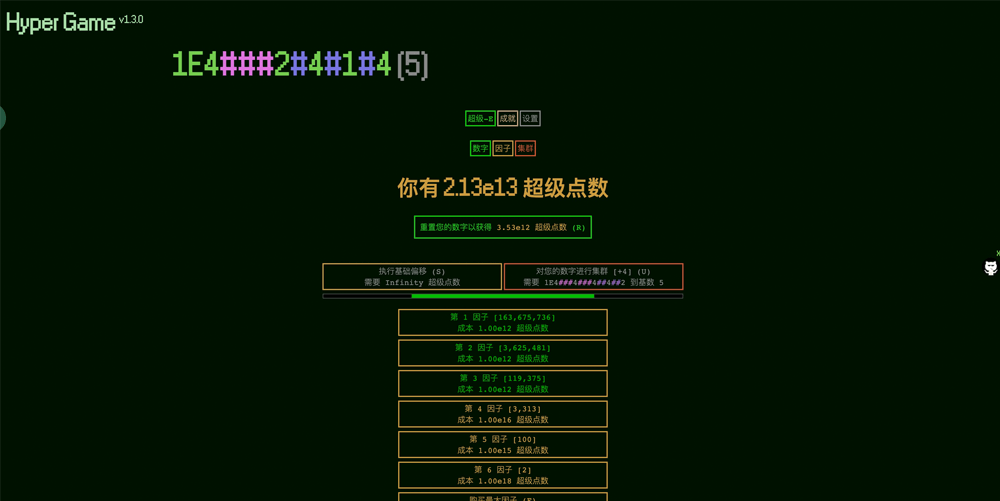 Hyper Game v1.3.0
1E4###2#4#1#4 (5)
超级-E 成就 设置
数字 因子 集群
你有 2.13e13 超级点数
重置您的数字以获得 3.53e12 超级点数 (R)
执行基础偏移 (S)
需要 Infinity 超级点数
对您的数字进行集群 [+4] (U)
需要 1E4###4###4##4##2 到基数 5
第 1 因子 [163,675,736]
成本 1.00e12 超级点数
第 2 因子 [3,625,481]
成本 1.00e12 超级点数
第 3 因子 [119,375]
成本 1.00e12 超级点数
第 4 因子 [3,313]
成本 1.00e16 超级点数
第 5 因子 [100]
成本 1.00e15 超级点数
第 6 因子 [2]
成本 1.00e18 超级点数